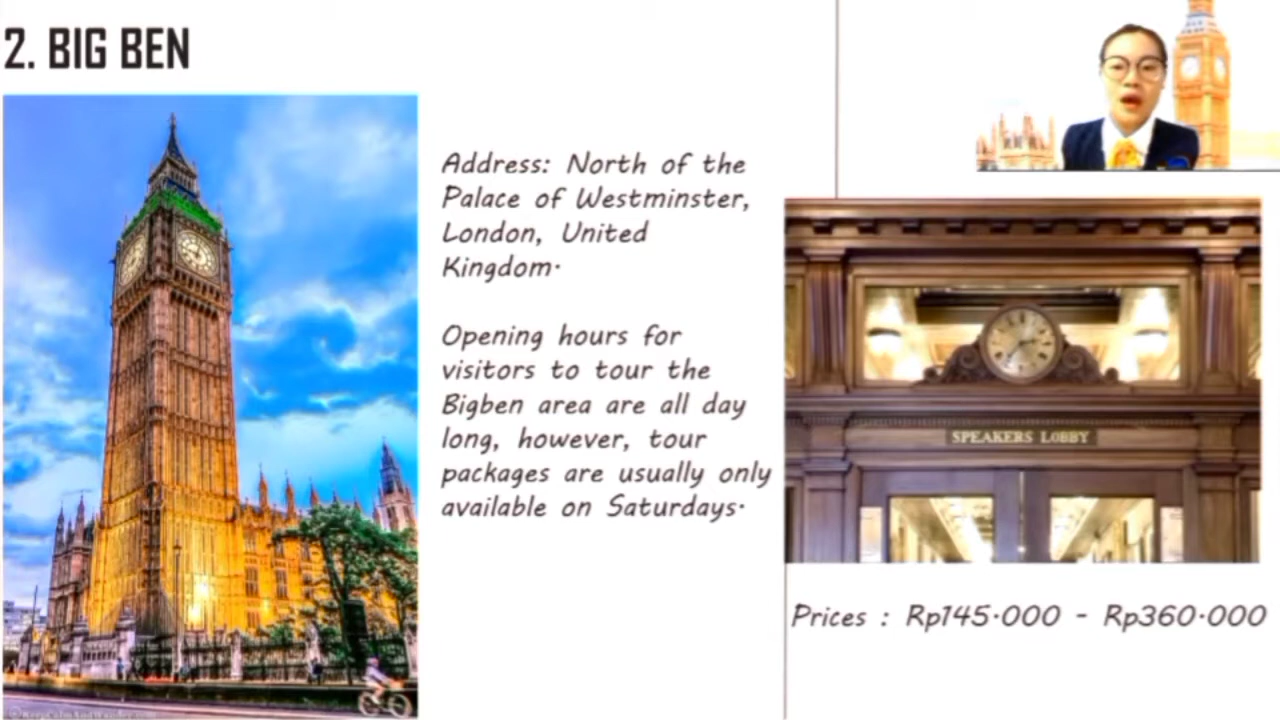 2. BIG BEN
Address: North of the
Palace of Westminster,
London, United
Kingdom.
Opening hours for
visitors to tour the
Bigben area are all day
long, however, tour
packages are usually only
available on Saturdays.
SPEAKERS LOBBY
Prices : Rp145.000 - Rp360.000